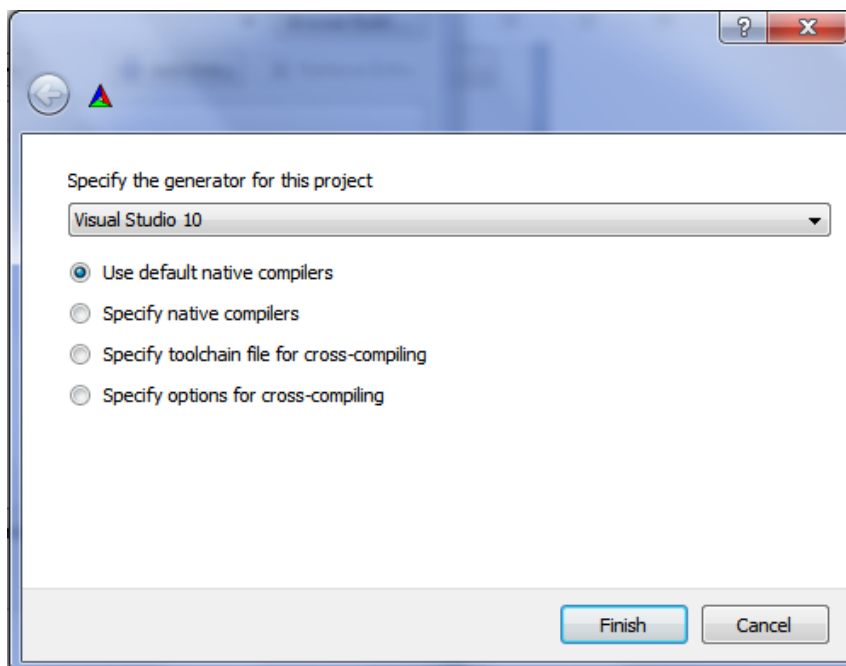 Specify the generator for this project
Visual Studio 10
Use default native compilers
Specify native compilers
Specify toolchain file for cross-compiling
Specify options for cross-compiling
Finish Cancel